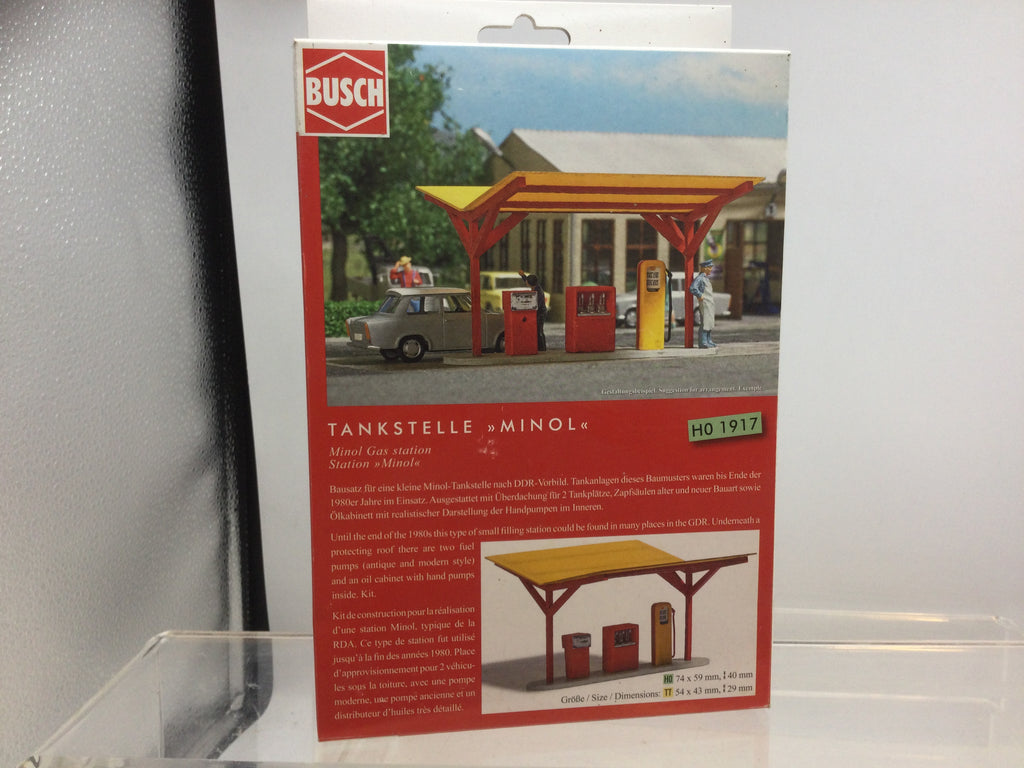 BUSCH
Gestaltungsbeispiel. Suggestion for arrangement. Exemple.
TANKSTELLE »MINOL«
H0 1917
Minol Gas station
Station »Minol«
Bausatz für eine kleine Minol-Tankstelle nach DDR-Vorbild. Tankanlagen dieses Baumusters waren bis Ende der
1980er Jahre im Einsatz. Ausgestattet mit Überdachung für 2 Tankplätze, Zapfsäulen alter und neuer Bauart sowie
Ölkabinett mit realistischer Darstellung der Handpumpen im Inneren.
Until the end of the 1980s this type of small filling station could be found in many places in the GDR. Underneath a
protecting roof there are two fuel
pumps (antique and modern style)
and an oil cabinet with hand pumps
inside. Kit.
Kit de construction pour la réalisation
d'une station Minol, typique de la
RDA. Ce type de station fut utilisé
jusqu'à la fin des années 1980. Place
d'approvisionnement pour 2 véhicu-
les sous la toiture, avec une pompe
moderne, une pompe ancienne et un
distributeur d'huiles très détaillé.
H0 74 x 59 mm, 40 mm
Größe / Size / Dimensions: TT 54 x 43 mm, 29 mm